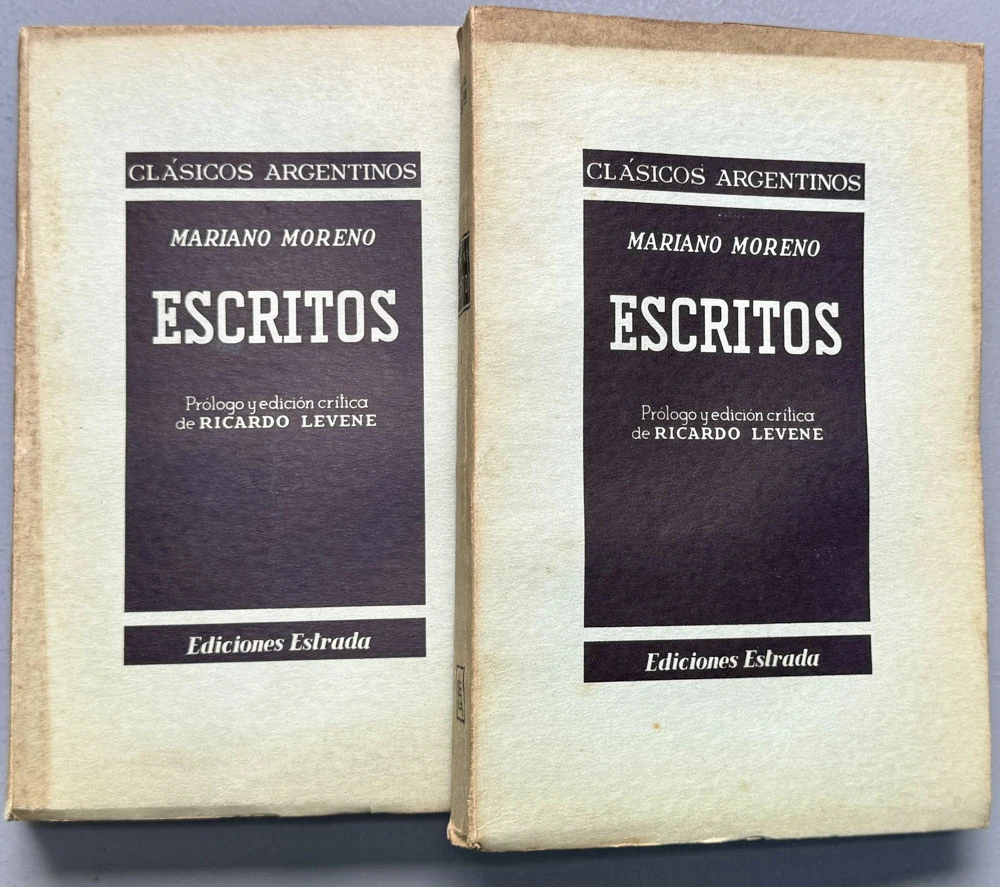 CLÁSICOS ARGENTINOS
MARIANO MORENO
ESCRITOS
Prólogo y edición crítica
de RICARDO LEVENE
Ediciones Estrada
CLÁSICOS ARGENTINOS
MARIANO MORENO
ESCRITOS
Prólogo y edición crítica
de RICARDO LEVENE
Ediciones Estrada